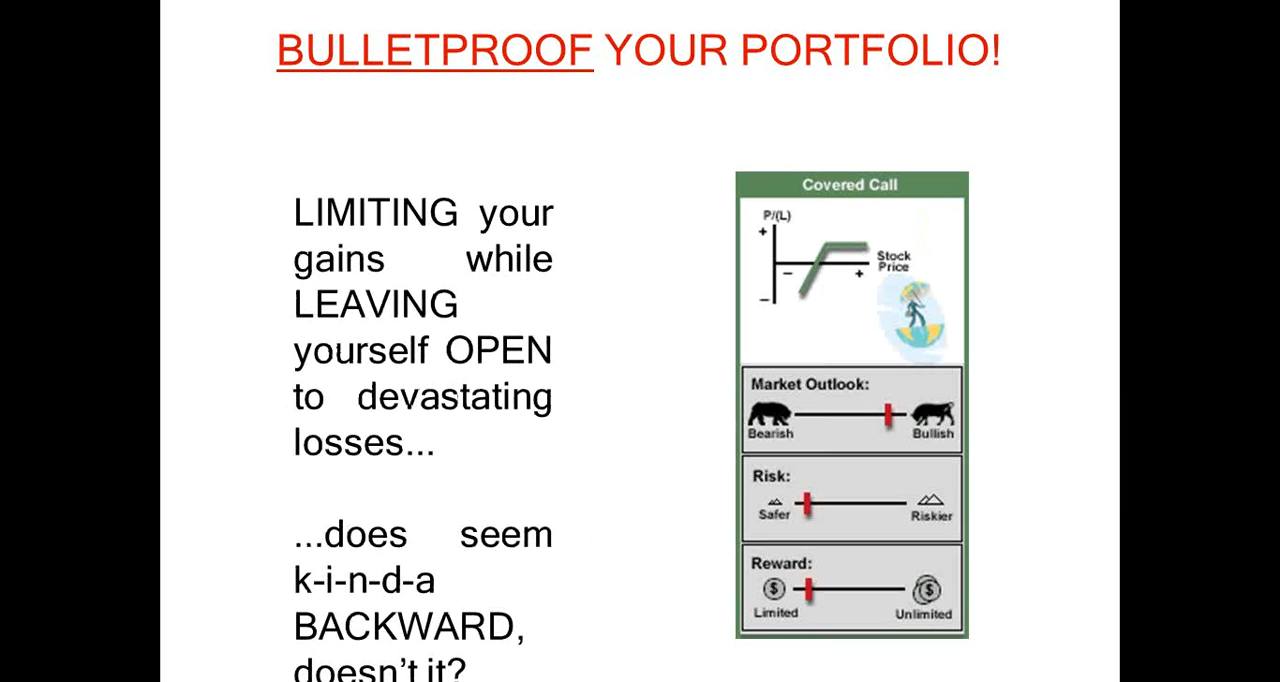 BULLETPROOF YOUR PORTFOLIO!
LIMITING your
gains while
LEAVING
yourself OPEN
to devastating
losses...
...does seem
k-i-n-d-a
BACKWARD,
doesn't it?
Covered Call
P/(L)
+
Stock
Price
–
+
–
Market Outlook:
Bearish Bullish
Risk:
Safer Riskier
Reward:
$ $
Limited Unlimited